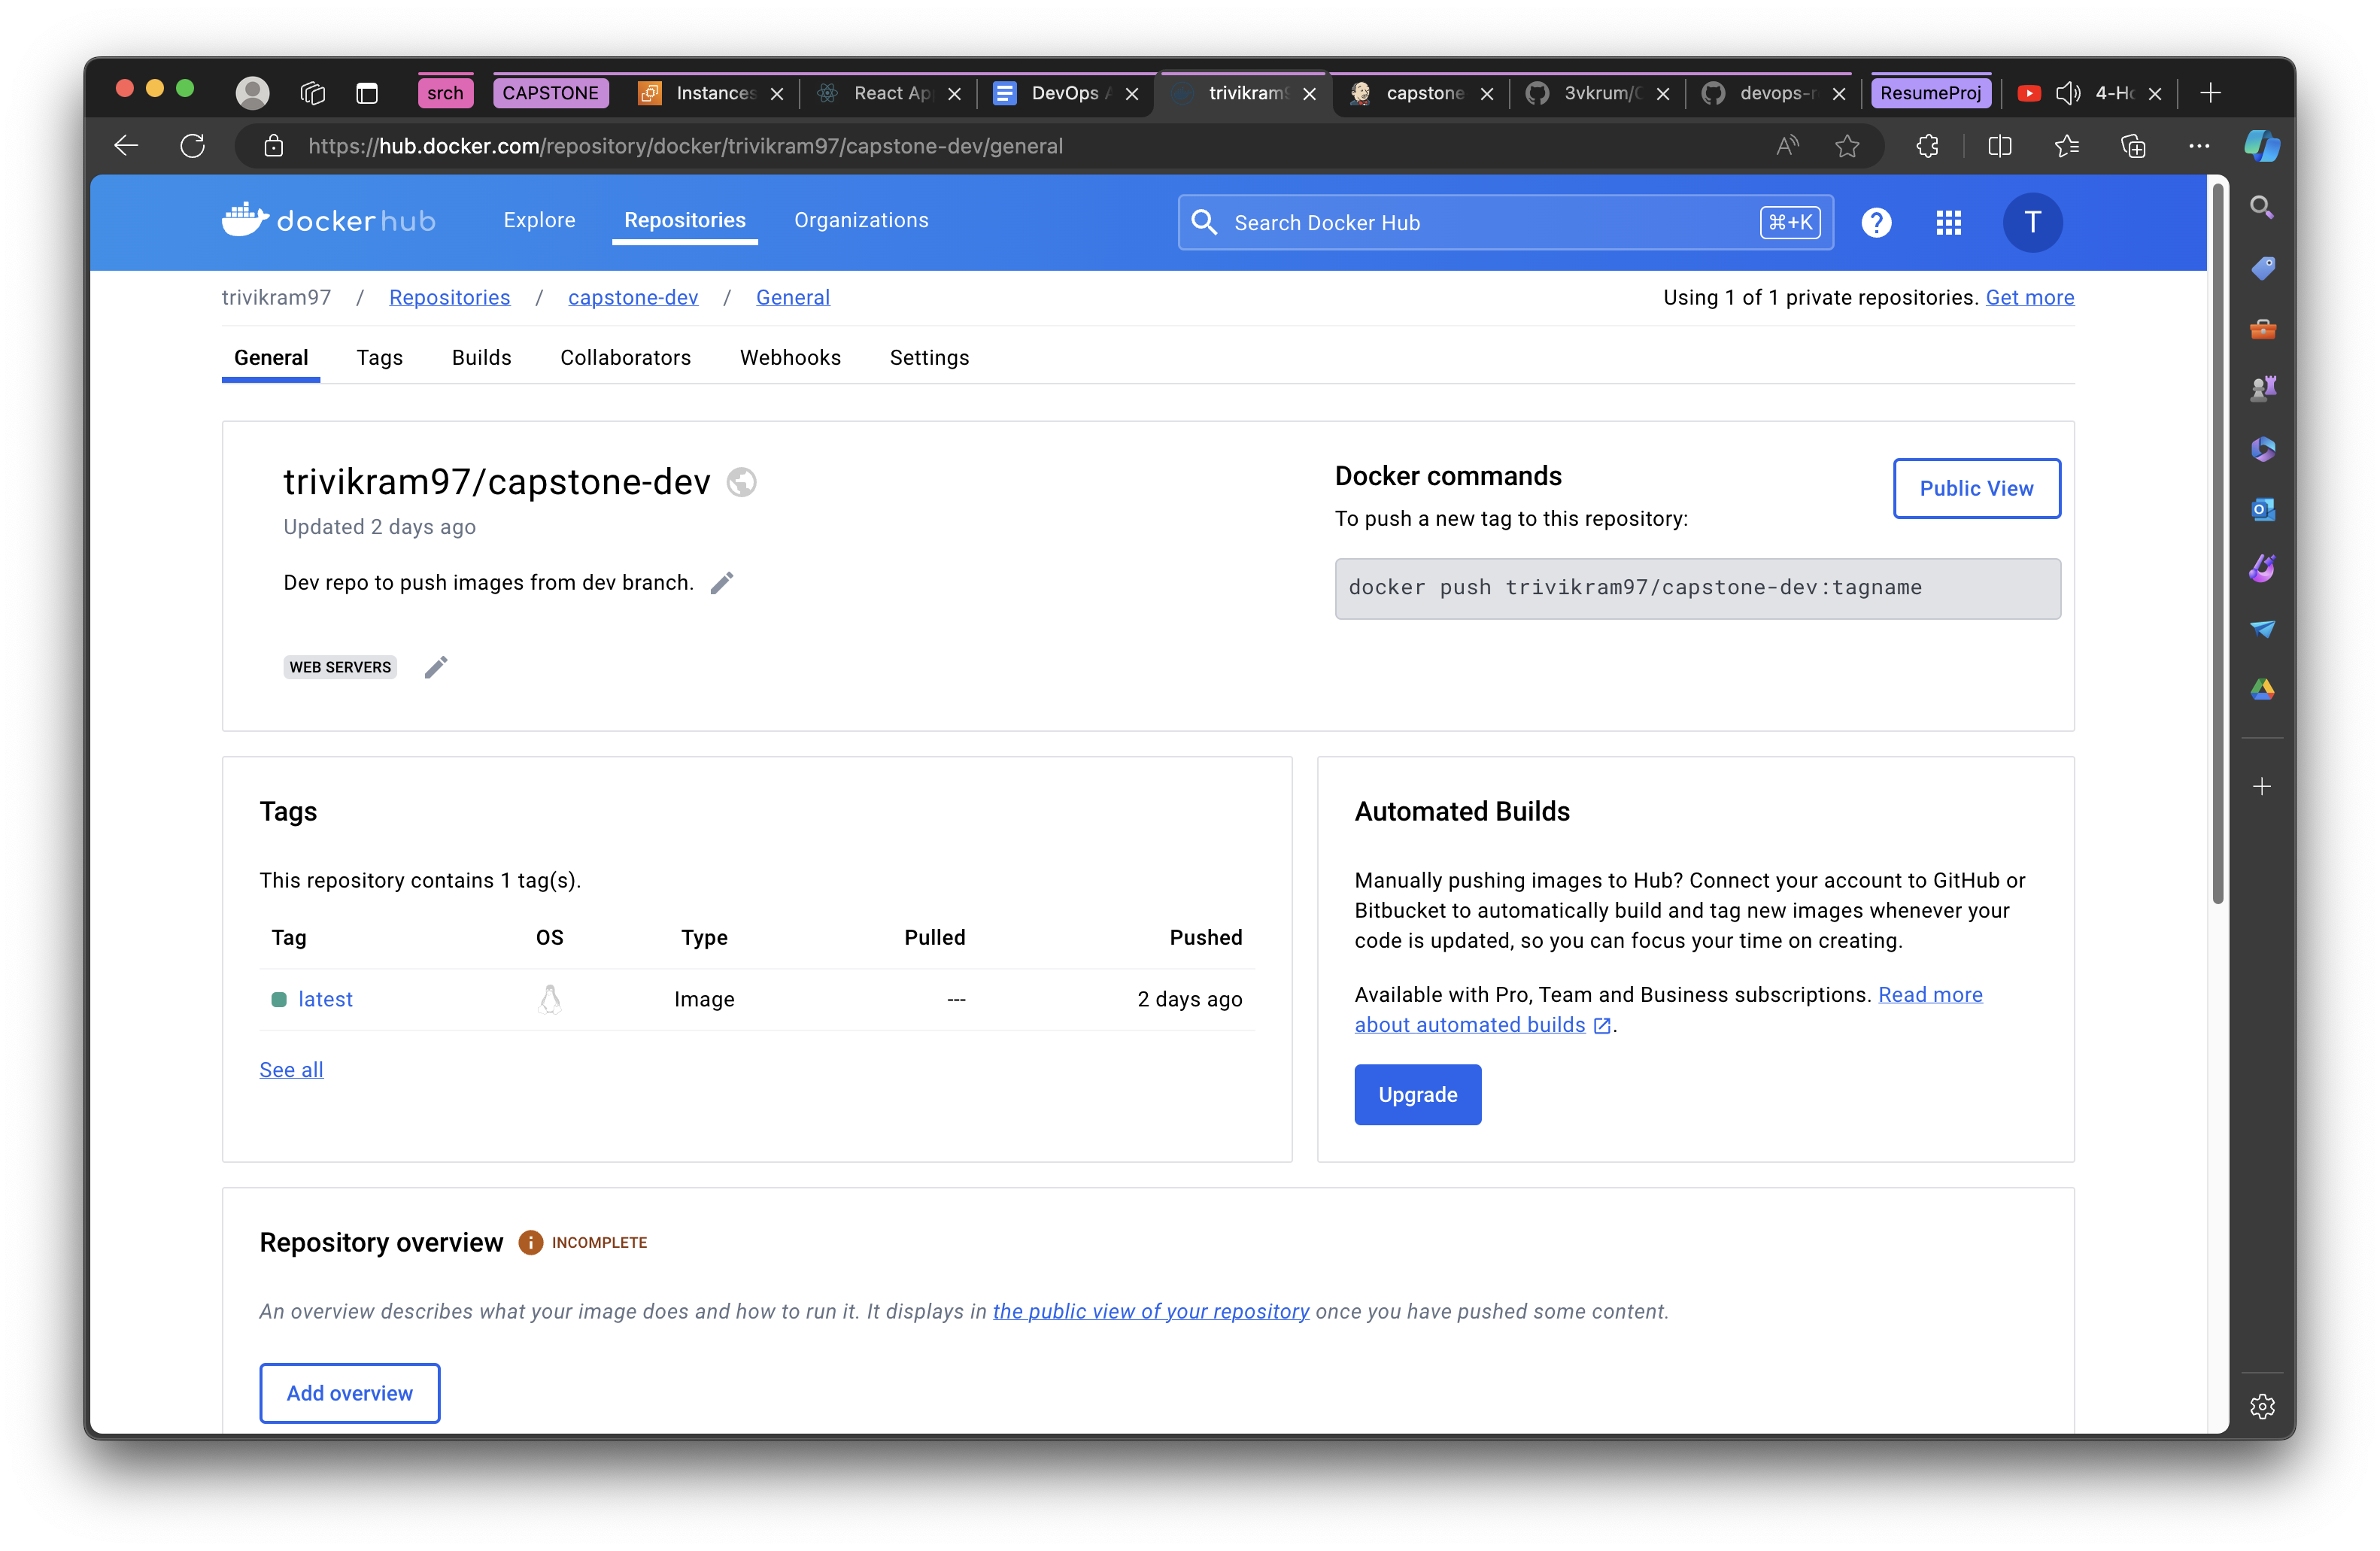 srch
CAPSTONE
Instances
React Ap
DevOps A
trivikram9
capstone
3vkrum/C
devops-r
ResumeProj
4-Ho
https://hub.docker.com/repository/docker/trivikram97/capstone-dev/general
dockerhub
Explore
Repositories
Organizations
Search Docker Hub
⌘+K
?
T
trivikram97 / Repositories / capstone-dev / General
Using 1 of 1 private repositories. Get more
General
Tags
Builds
Collaborators
Webhooks
Settings
trivikram97/capstone-dev
Updated 2 days ago
Dev repo to push images from dev branch.
WEB SERVERS
Docker commands
Public View
To push a new tag to this repository:
docker push trivikram97/capstone-dev:tagname
Tags
This repository contains 1 tag(s).
Tag OS Type Pulled Pushed
latest Image --- 2 days ago
See all
Automated Builds
Manually pushing images to Hub? Connect your account to GitHub or
Bitbucket to automatically build and tag new images whenever your
code is updated, so you can focus your time on creating.
Available with Pro, Team and Business subscriptions. Read more
about automated builds .
Upgrade
Repository overview INCOMPLETE
An overview describes what your image does and how to run it. It displays in the public view of your repository once you have pushed some content.
Add overview